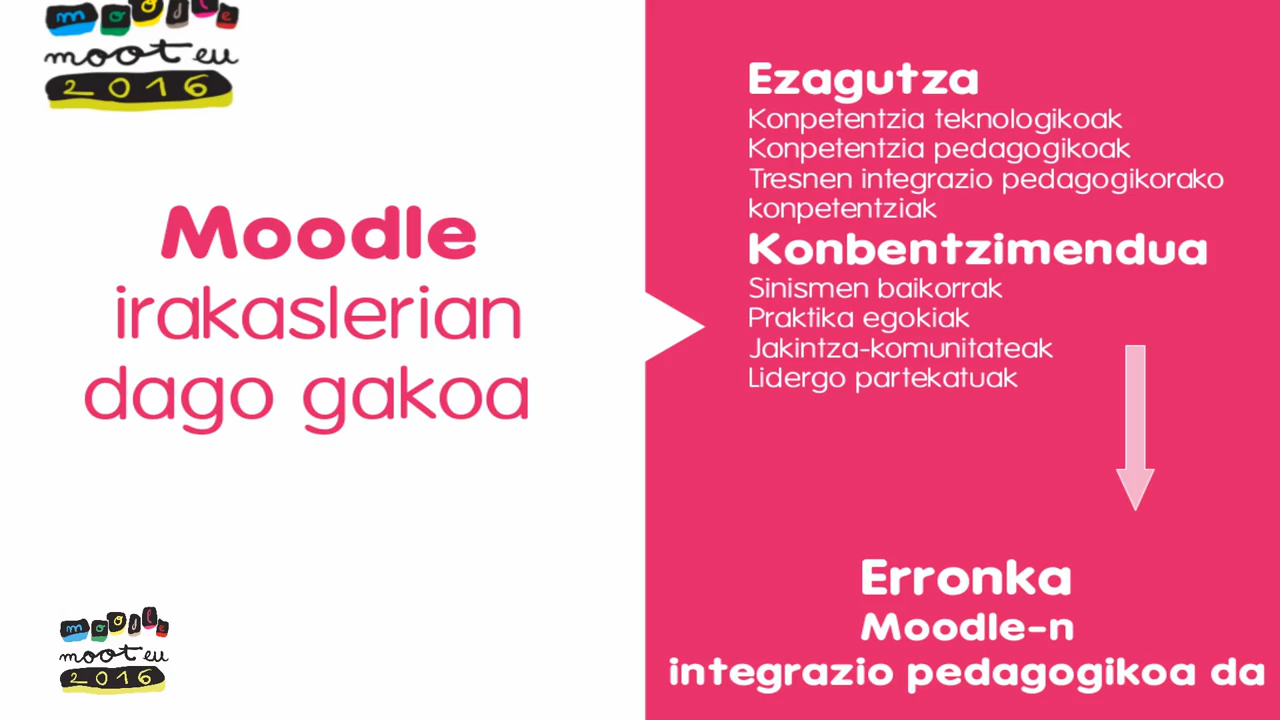 moodle
moot eu
2016
Moodle
irakaslerian
dago gakoa
moodle
moot eu
2016
Ezagutza
Konpetentzia teknologikoak
Konpetentzia pedagogikoak
Tresnen integrazio pedagogikorako
konpetentziak
Konbentzimendua
Sinismen baikorrak
Praktika egokiak
Jakintza-komunitateak
Lidergo partekatuak
Erronka
Moodle-n
integrazio pedagogikoa da